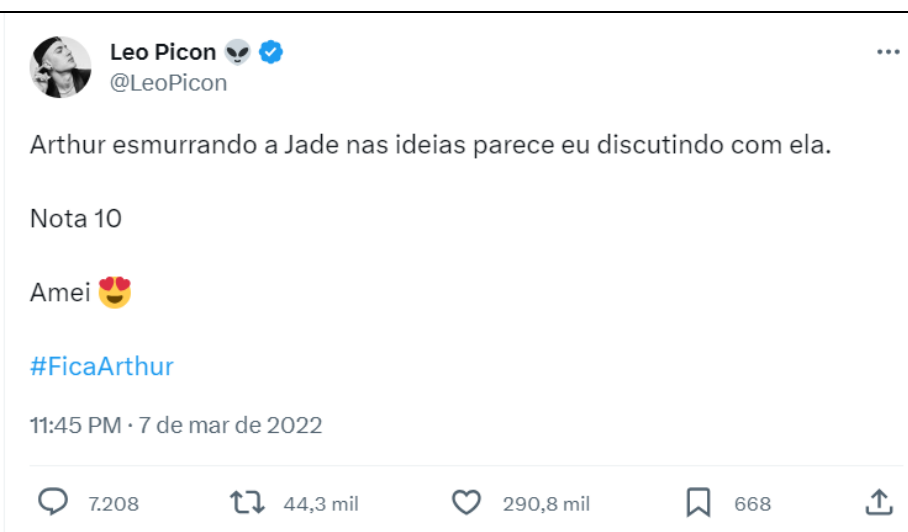 Leo Picon 👽
@LeoPicon
Arthur esmurrando a Jade nas ideias parece eu discutindo com ela.
Nota 10
Amei 😍
#FicaArthur
11:45 PM · 7 de mar de 2022
7.208 44,3 mil 290,8 mil 668